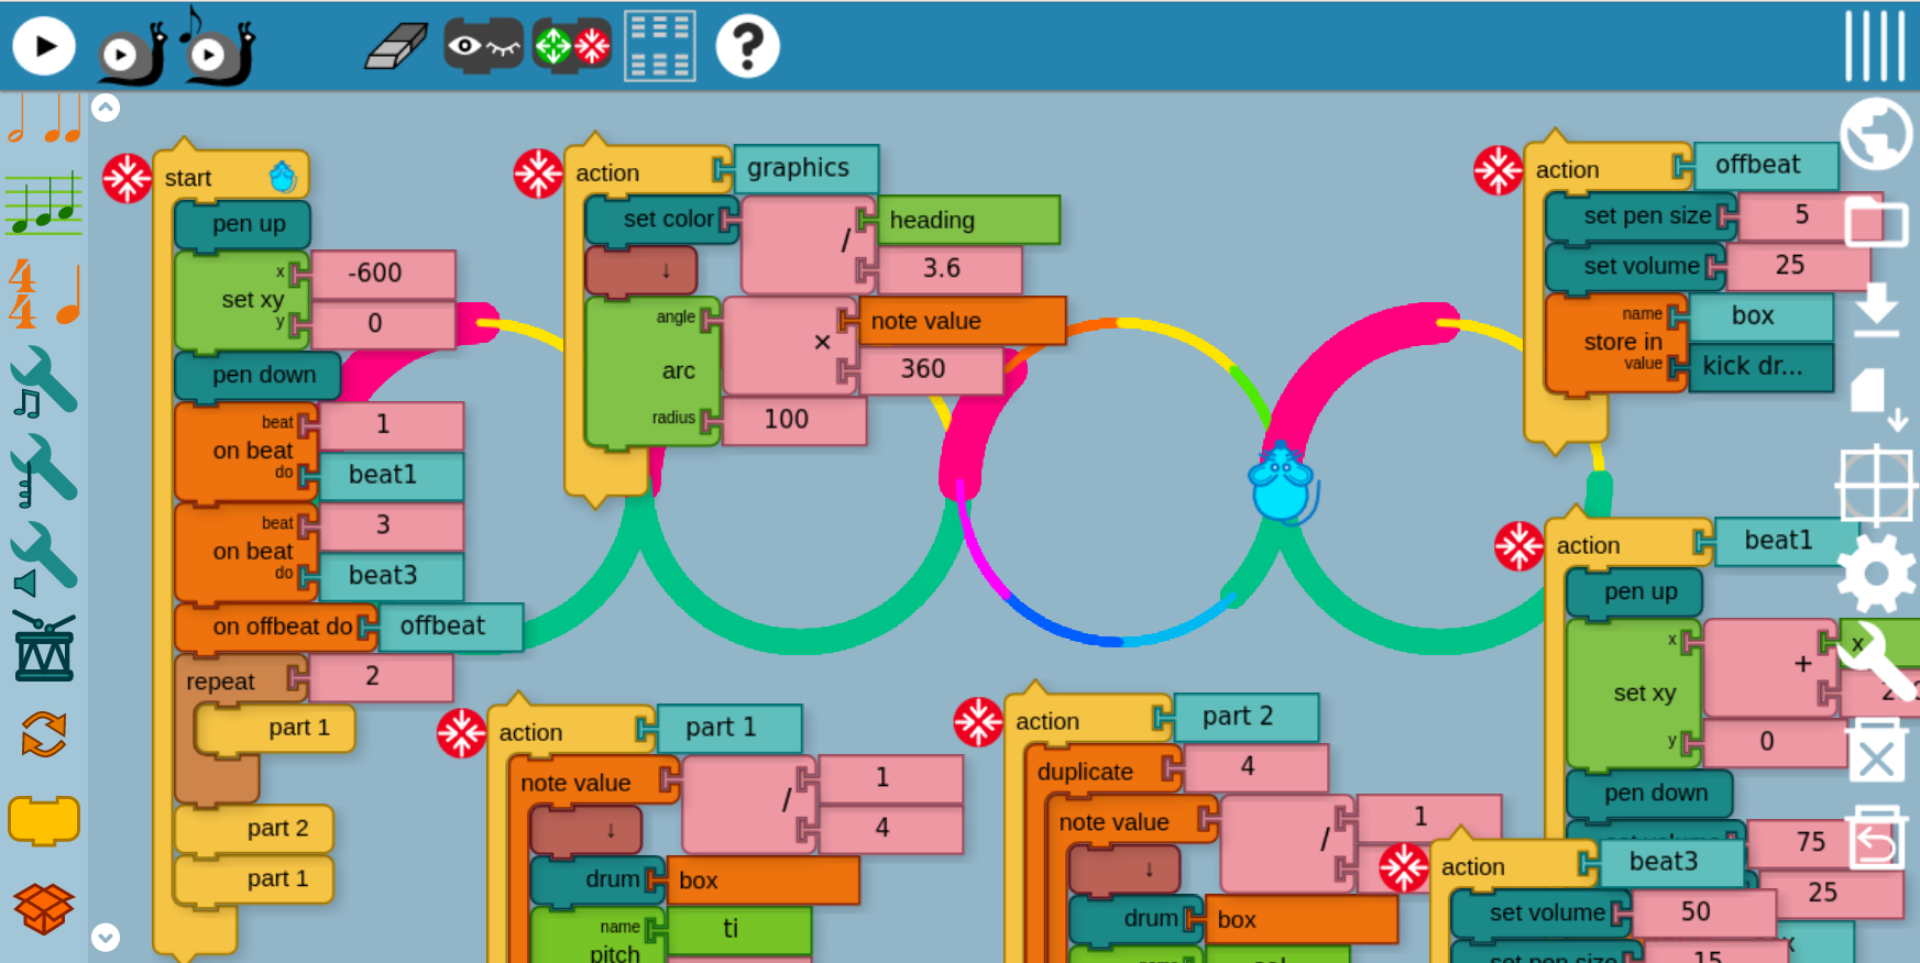 start
pen up
x
-600
set xy
y
0
pen down
beat
1
on beat
do
beat1
beat
3
on beat
do
beat3
on offbeat do
offbeat
repeat
2
part 1
part 2
part 1
action
graphics
set color
/
heading
3.6
↓
angle
×
note value
360
arc
radius
100
action
part 1
note value
/
1
4
↓
drum
box
name
ti
pitch
action
part 2
duplicate
4
note value
/
1
↓
drum
box
action
offbeat
set pen size
5
set volume
25
name
box
store in
value
kick dr...
action
beat1
pen up
x
+
x
set xy
y
0
pen down
75
25
action
beat3
set volume
50
set pen size
15
4
4
?